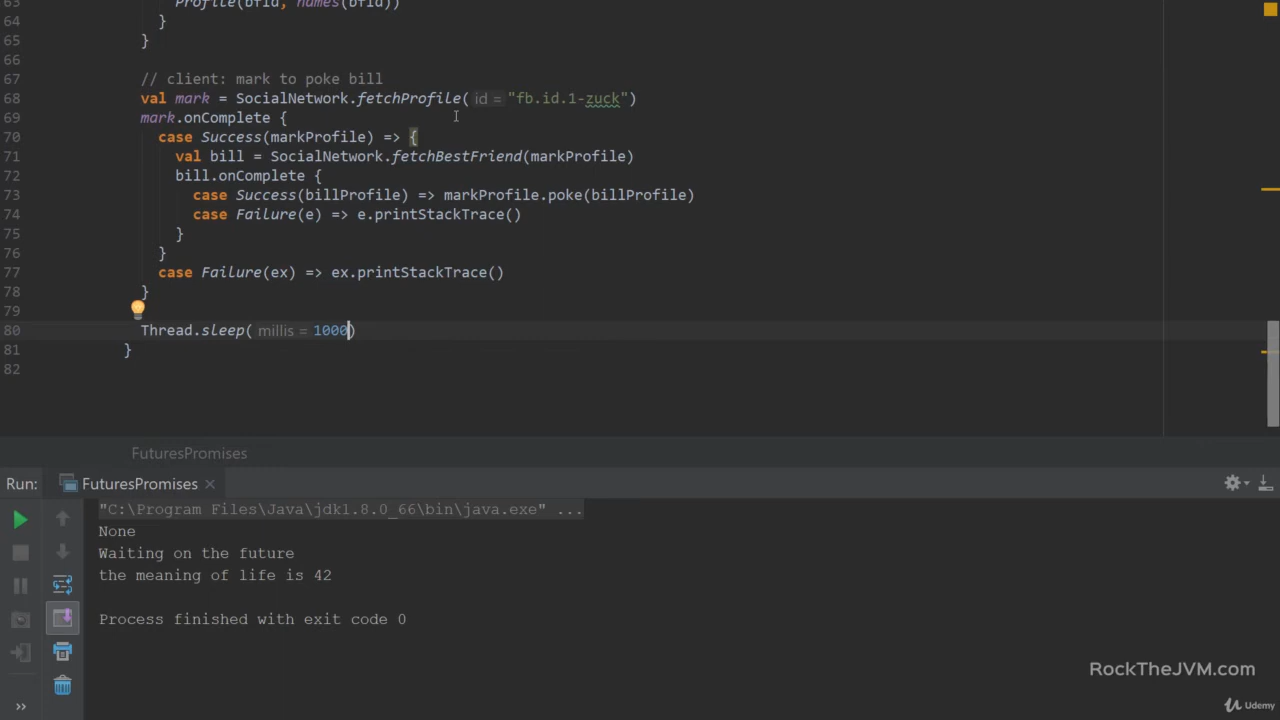 63 Profile(bfId, names(bfId))
64 }
65 }
66
67 // client: mark to poke bill
68 val mark = SocialNetwork.fetchProfile( id = "fb.id.1-zuck")
69 mark.onComplete {
70 case Success(markProfile) => {
71 val bill = SocialNetwork.fetchBestFriend(markProfile)
72 bill.onComplete {
73 case Success(billProfile) => markProfile.poke(billProfile)
74 case Failure(e) => e.printStackTrace()
75 }
76 }
77 case Failure(ex) => ex.printStackTrace()
78 }
79
80 Thread.sleep( millis = 1000)
81 }
82
FuturesPromises
Run: FuturesPromises ×
"C:\Program Files\Java\jdk1.8.0_66\bin\java.exe" ...
None
Waiting on the future
the meaning of life is 42
Process finished with exit code 0
RockTheJVM.com
Udemy